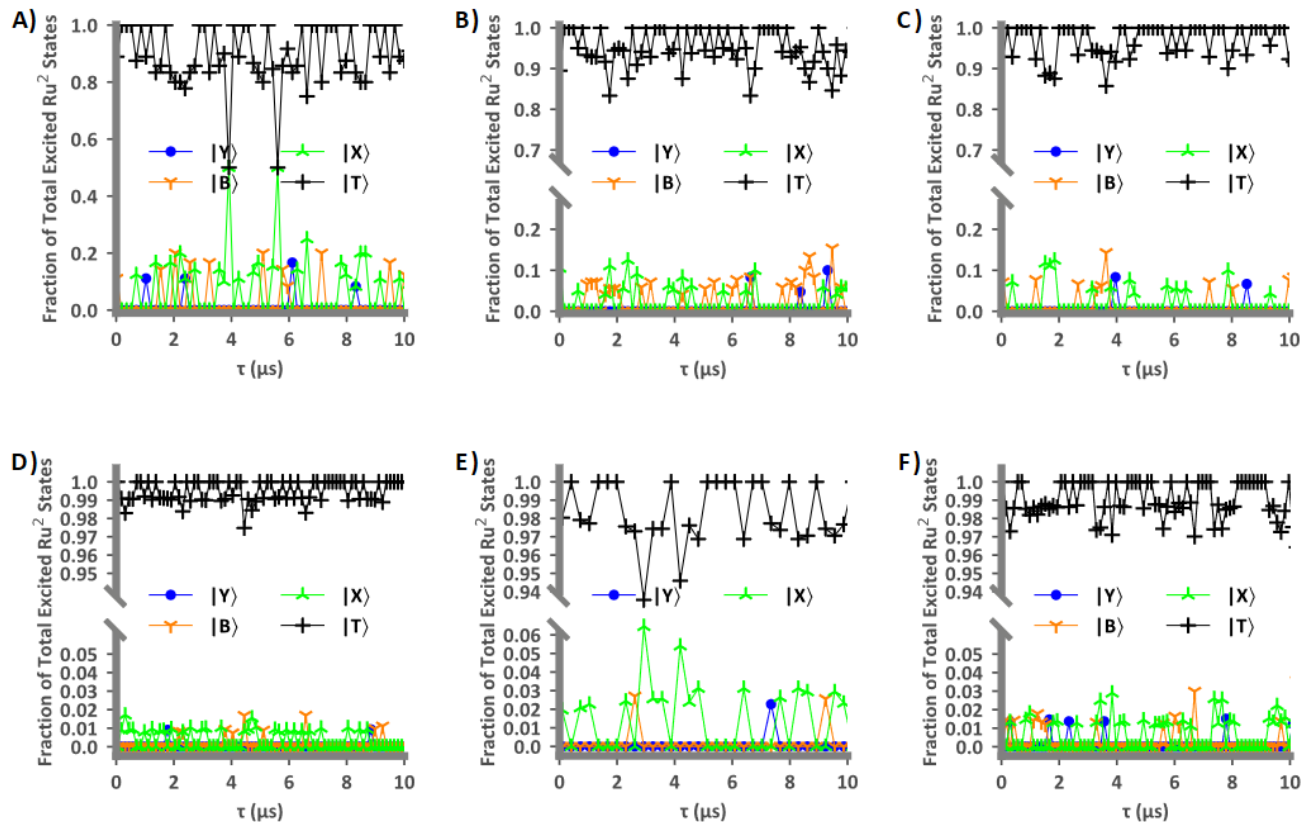 A)
Fraction of Total Excited Ru² States
1.0
0.8
0.6
0.4
0.2
0.0
|Y⟩ |X⟩
|B⟩ |T⟩
0 2 4 6 8 10
τ (μs)
B)
Fraction of Total Excited Ru² States
1.0
0.9
0.8
0.7
0.2
0.1
0.0
|Y⟩ |X⟩
|B⟩ |T⟩
0 2 4 6 8 10
τ (μs)
C)
Fraction of Total Excited Ru² States
1.0
0.9
0.8
0.7
0.2
0.1
0.0
|Y⟩ |X⟩
|B⟩ |T⟩
0 2 4 6 8 10
τ (μs)
D)
Fraction of Total Excited Ru² States
1.0
0.99
0.98
0.97
0.96
0.95
0.05
0.04
0.03
0.02
0.01
0.0
|Y⟩ |X⟩
|B⟩ |T⟩
0 2 4 6 8 10
τ (μs)
E)
Fraction of Total Excited Ru² States
1.0
0.99
0.98
0.97
0.96
0.95
0.94
0.06
0.05
0.04
0.03
0.02
0.01
0.0
|Y⟩ |X⟩
|B⟩ |T⟩
0 2 4 6 8 10
τ (μs)
F)
Fraction of Total Excited Ru² States
1.0
0.99
0.98
0.97
0.96
0.95
0.94
0.05
0.04
0.03
0.02
0.01
0.0
|Y⟩ |X⟩
|B⟩ |T⟩
0 2 4 6 8 10
τ (μs)